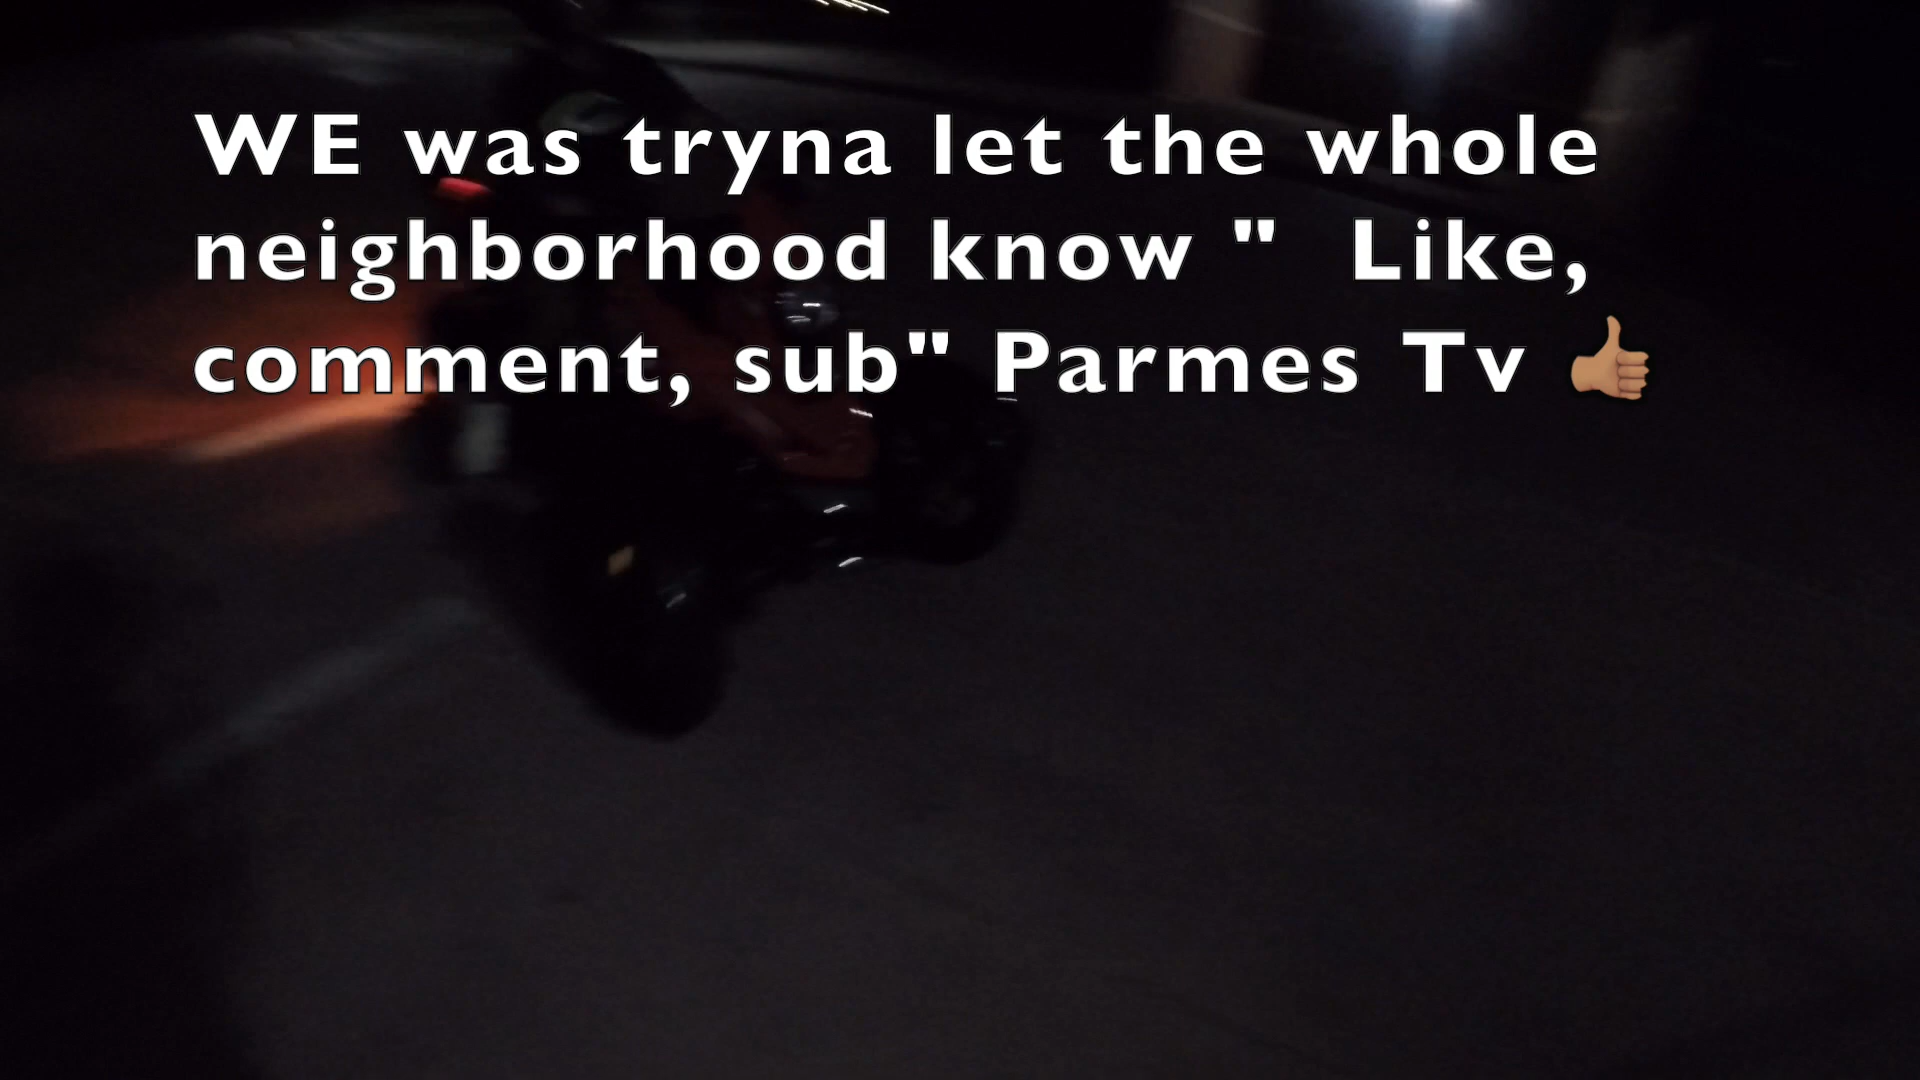 WE was tryna let the whole
neighborhood know "  Like,
comment, sub" Parmes Tv 👍🏽